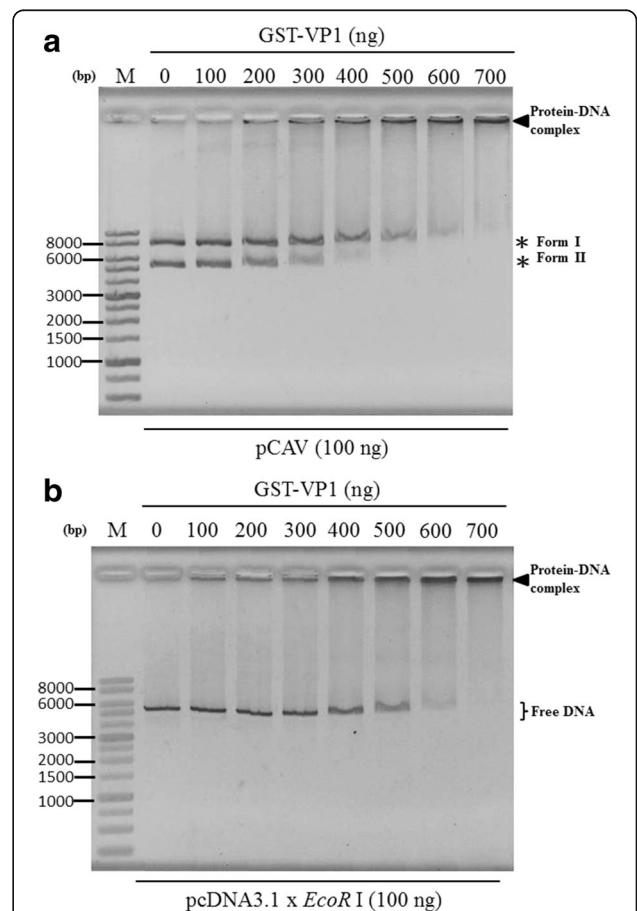 a
GST-VP1 (ng)
(bp) M 0 100 200 300 400 500 600 700
Protein-DNA
complex
8000
* Form I
6000
* Form II
3000
2000
1500
1000
pCAV (100 ng)
b
GST-VP1 (ng)
(bp) M 0 100 200 300 400 500 600 700
Protein-DNA
complex
8000
6000
} Free DNA
3000
2000
1500
1000
pcDNA3.1 x EcoR I (100 ng)